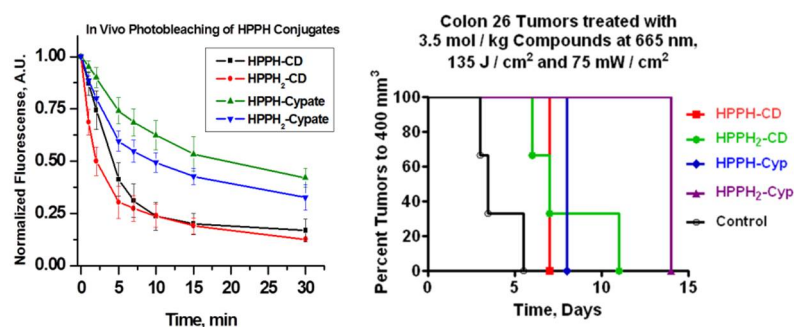 In Vivo Photobleaching of HPPH Conjugates
Normalized Fluorescense, A.U.
1.00
0.75
0.50
0.25
0.00
HPPH-CD
HPPH₂-CD
HPPH-Cypate
HPPH₂-Cypate
0 5 10 15 20 25 30
Time, min
Colon 26 Tumors treated with
3.5 mol / kg Compounds at 665 nm,
135 J / cm² and 75 mW / cm²
Percent Tumors to 400 mm³
100
80
60
40
20
0
0 5 10 15
Time, Days
HPPH-CD
HPPH₂-CD
HPPH-Cyp
HPPH₂-Cyp
Control